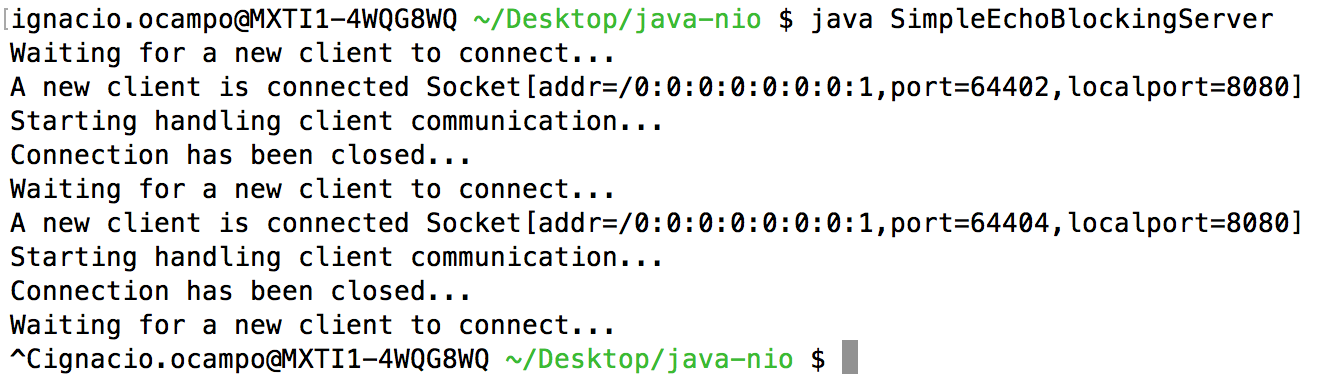 [ignacio.ocampo@MXTI1-4WQG8WQ ~/Desktop/java-nio $ java SimpleEchoBlockingServer
Waiting for a new client to connect...
A new client is connected Socket[addr=/0:0:0:0:0:0:0:1,port=64402,localport=8080]
Starting handling client communication...
Connection has been closed...
Waiting for a new client to connect...
A new client is connected Socket[addr=/0:0:0:0:0:0:0:1,port=64404,localport=8080]
Starting handling client communication...
Connection has been closed...
Waiting for a new client to connect...
^Cignacio.ocampo@MXTI1-4WQG8WQ ~/Desktop/java-nio $